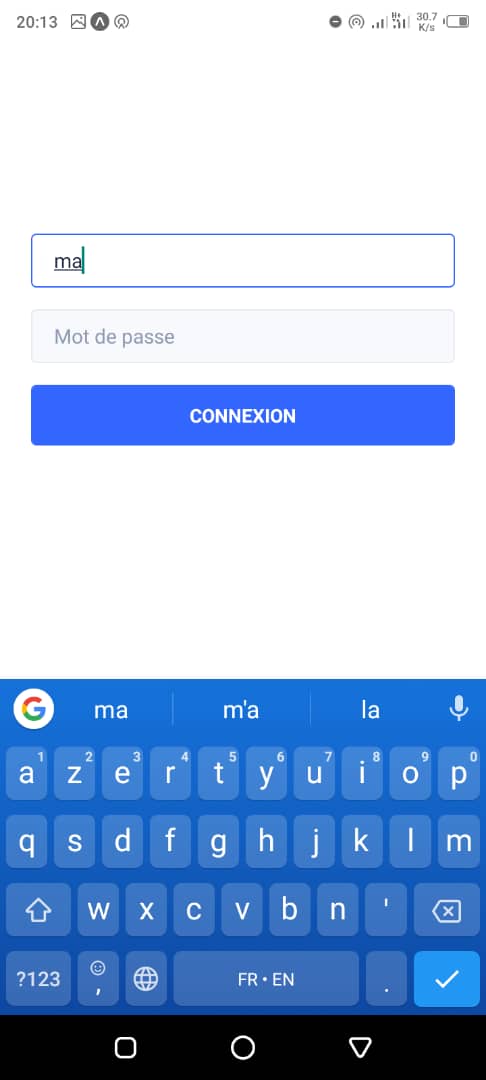 20:13 30.7 K/s
ma
Mot de passe
CONNEXION
ma m'a la
1 2 3 4 5 6 7 8 9 0
a z e r t y u i o p
q s d f g h j k l m
w x c v b n '
?123 , FR • EN .